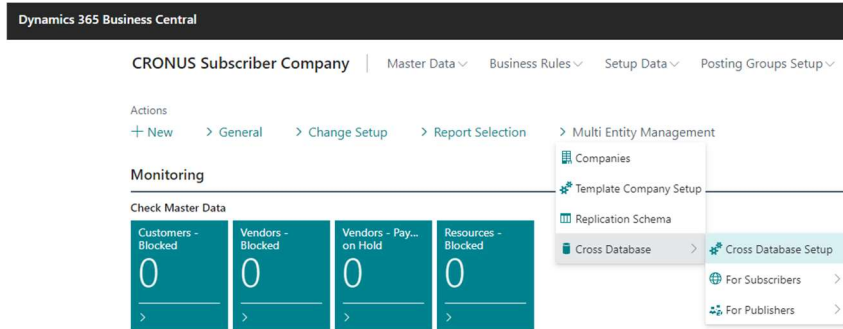 Dynamics 365 Business Central
CRONUS Subscriber Company Master Data Business Rules Setup Data Posting Groups Setup
Actions
+ New > General > Change Setup > Report Selection > Multi Entity Management
Companies
Template Company Setup
Replication Schema
Cross Database >
Cross Database Setup
For Subscribers >
For Publishers >
Monitoring
Check Master Data
Customers -
Blocked
0
>
Vendors -
Blocked
0
>
Vendors - Pay...
on Hold
0
>
Resources -
Blocked
0
>